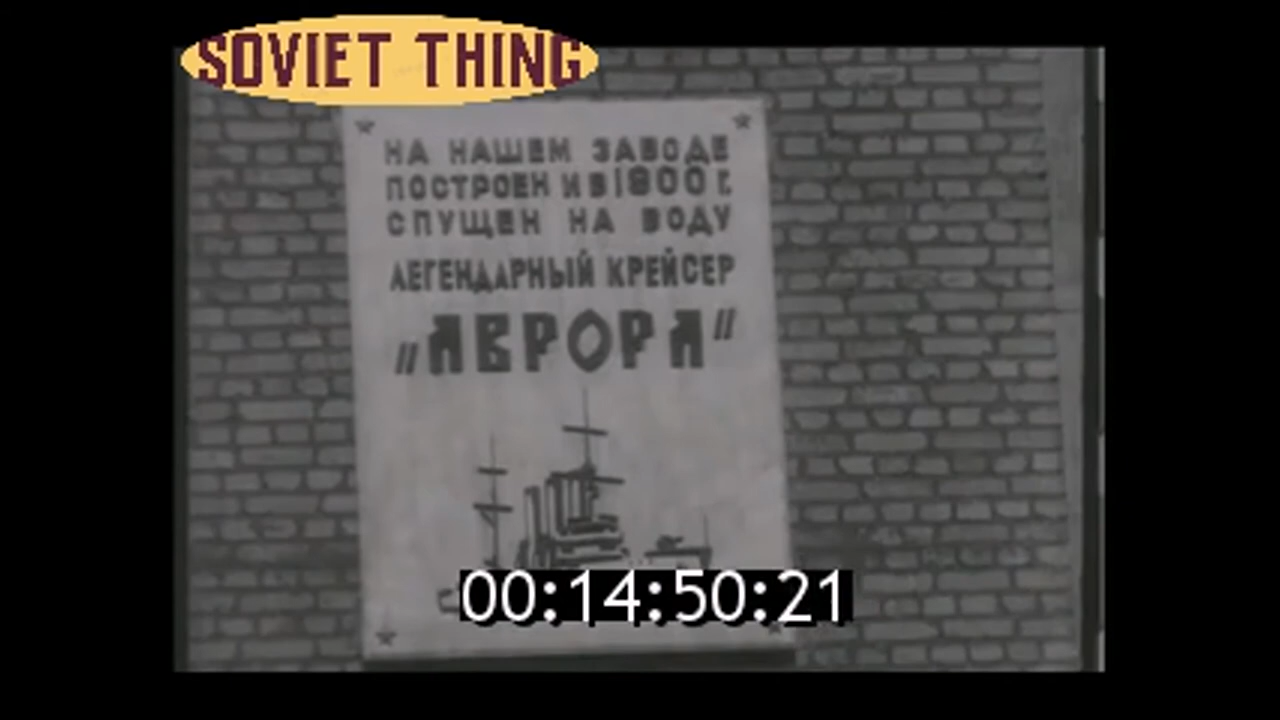 SOVIET THING
НА НАШЕМ ЗАВОДЕ
ПОСТРОЕН И В 1900 г.
СПУЩЕН НА ВОДУ
ЛЕГЕНДАРНЫЙ КРЕЙСЕР
„АВРОРА"
00:14:50:21